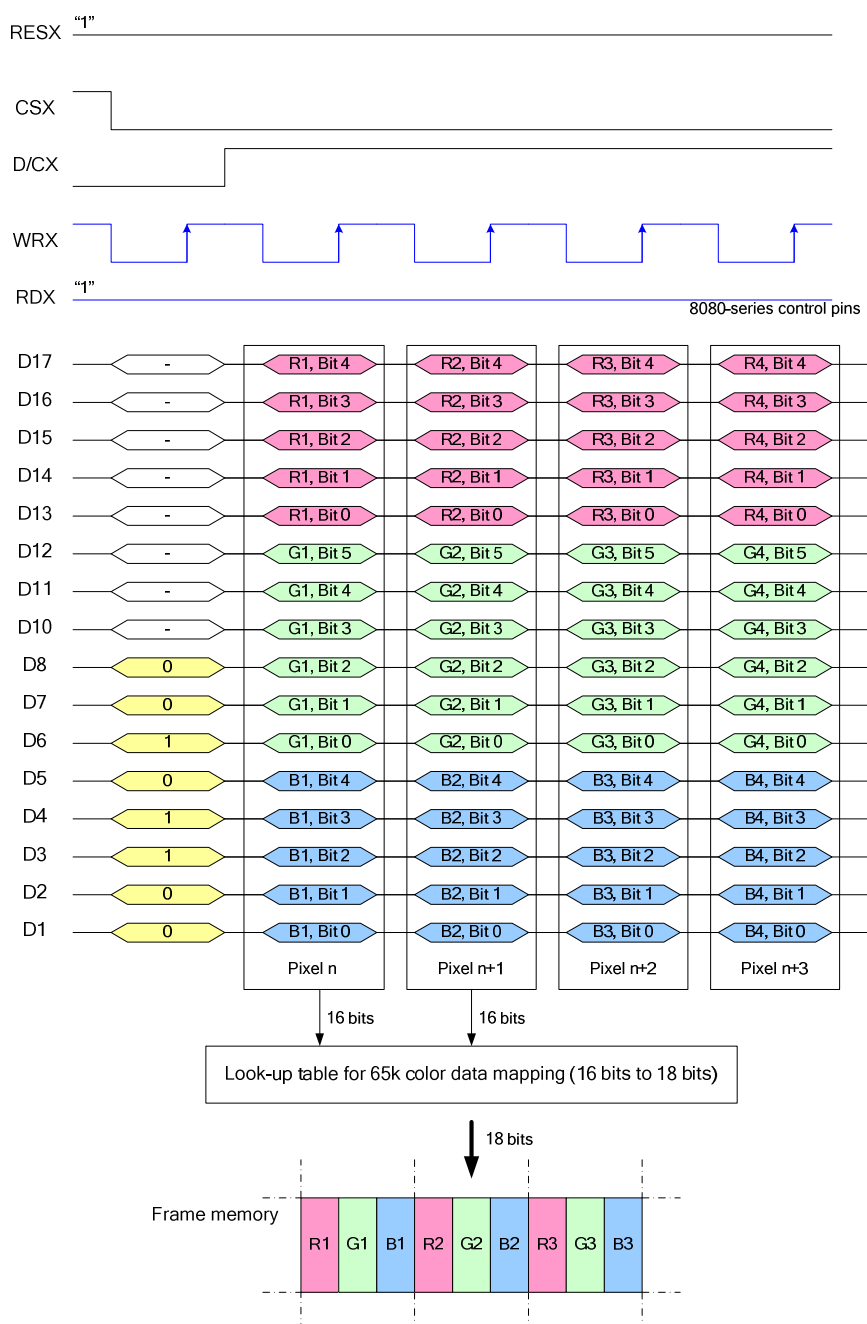 RESX "1"
CSX
D/CX
WRX
RDX "1"
8080-series control pins
D17 - R1, Bit 4 R2, Bit 4 R3, Bit 4 R4, Bit 4
D16 - R1, Bit 3 R2, Bit 3 R3, Bit 3 R4, Bit 3
D15 - R1, Bit 2 R2, Bit 2 R3, Bit 2 R4, Bit 2
D14 - R1, Bit 1 R2, Bit 1 R3, Bit 1 R4, Bit 1
D13 - R1, Bit 0 R2, Bit 0 R3, Bit 0 R4, Bit 0
D12 - G1, Bit 5 G2, Bit 5 G3, Bit 5 G4, Bit 5
D11 - G1, Bit 4 G2, Bit 4 G3, Bit 4 G4, Bit 4
D10 - G1, Bit 3 G2, Bit 3 G3, Bit 3 G4, Bit 3
D8 0 G1, Bit 2 G2, Bit 2 G3, Bit 2 G4, Bit 2
D7 0 G1, Bit 1 G2, Bit 1 G3, Bit 1 G4, Bit 1
D6 1 G1, Bit 0 G2, Bit 0 G3, Bit 0 G4, Bit 0
D5 0 B1, Bit 4 B2, Bit 4 B3, Bit 4 B4, Bit 4
D4 1 B1, Bit 3 B2, Bit 3 B3, Bit 3 B4, Bit 3
D3 1 B1, Bit 2 B2, Bit 2 B3, Bit 2 B4, Bit 2
D2 0 B1, Bit 1 B2, Bit 1 B3, Bit 1 B4, Bit 1
D1 0 B1, Bit 0 B2, Bit 0 B3, Bit 0 B4, Bit 0
Pixel n Pixel n+1 Pixel n+2 Pixel n+3
16 bits 16 bits
Look-up table for 65k color data mapping (16 bits to 18 bits)
18 bits
Frame memory
R1 G1 B1 R2 G2 B2 R3 G3 B3